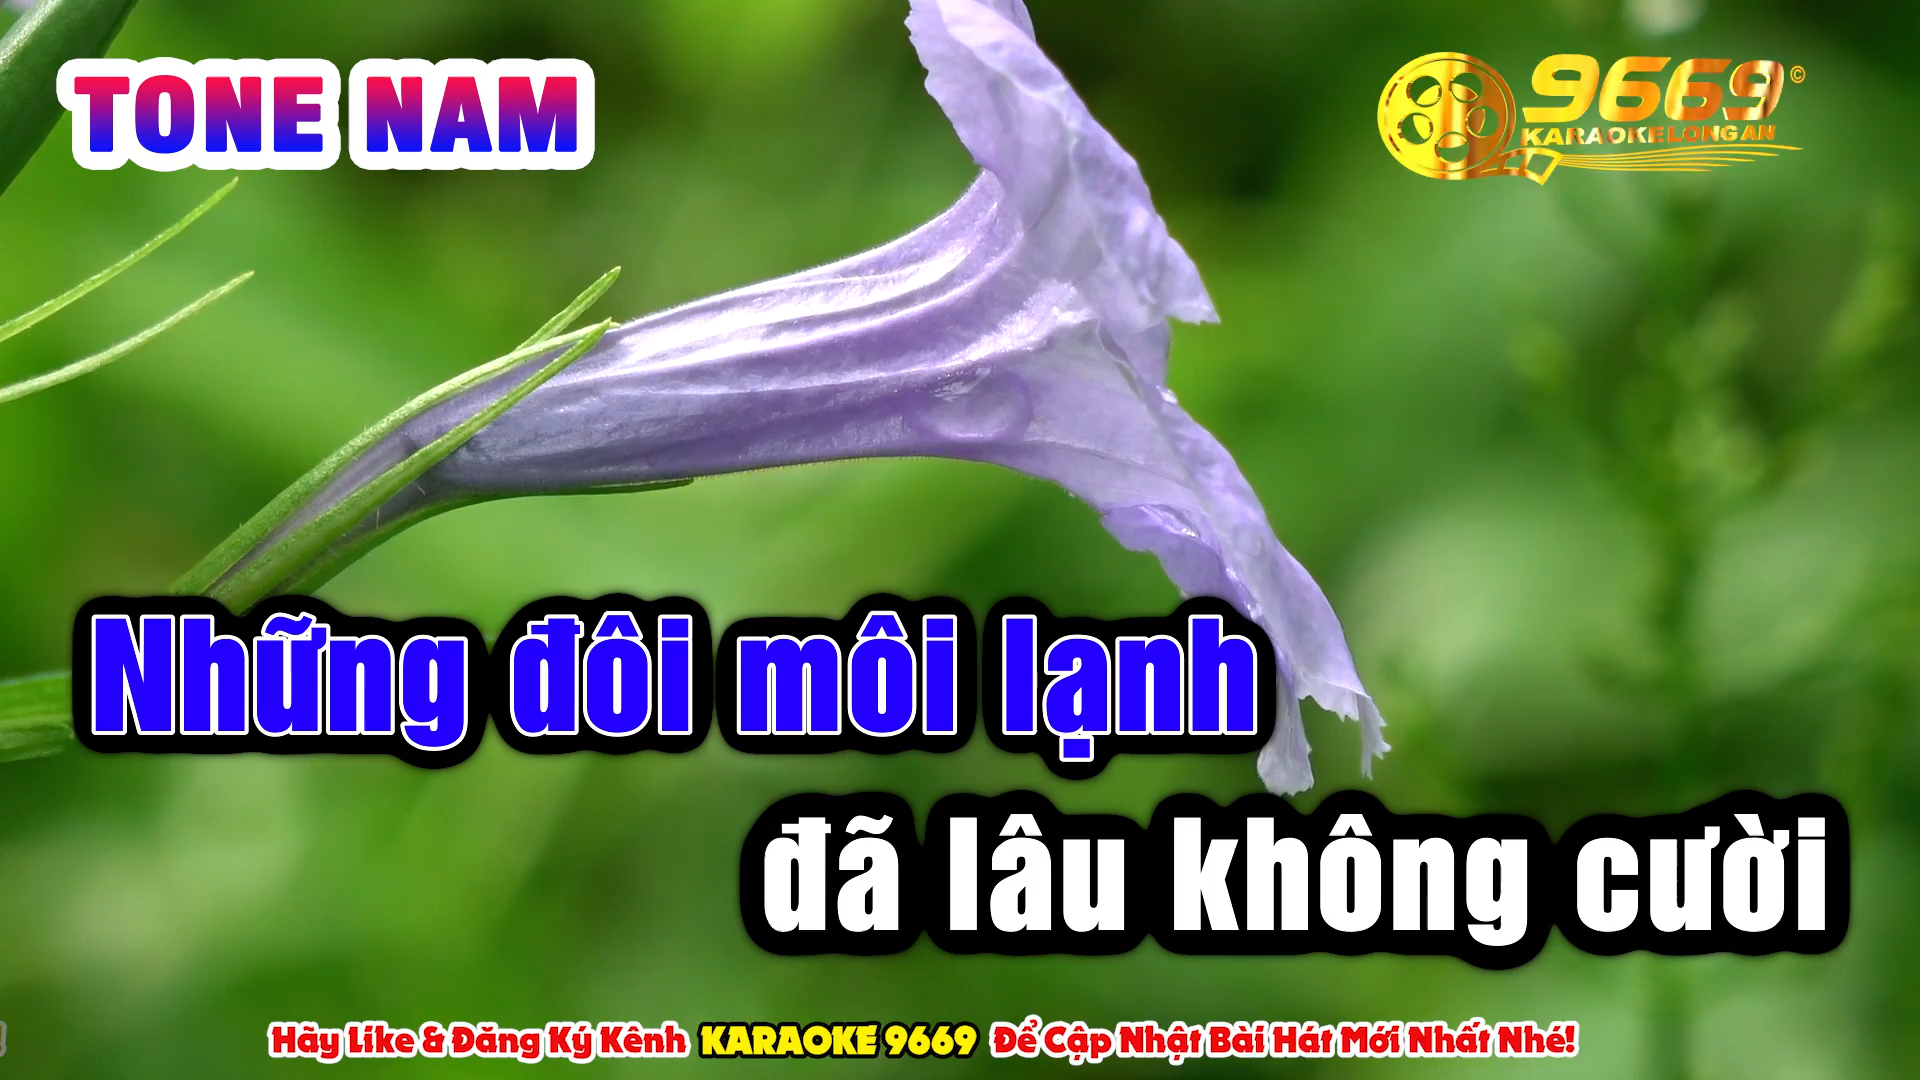 TONE NAM
9669©
KARAOKELONGAN
Những đôi môi lạnh
đã lâu không cười
Hãy Like & Đăng Ký Kênh KARAOKE 9669 Để Cập Nhật Bài Hát Mới Nhất Nhé!